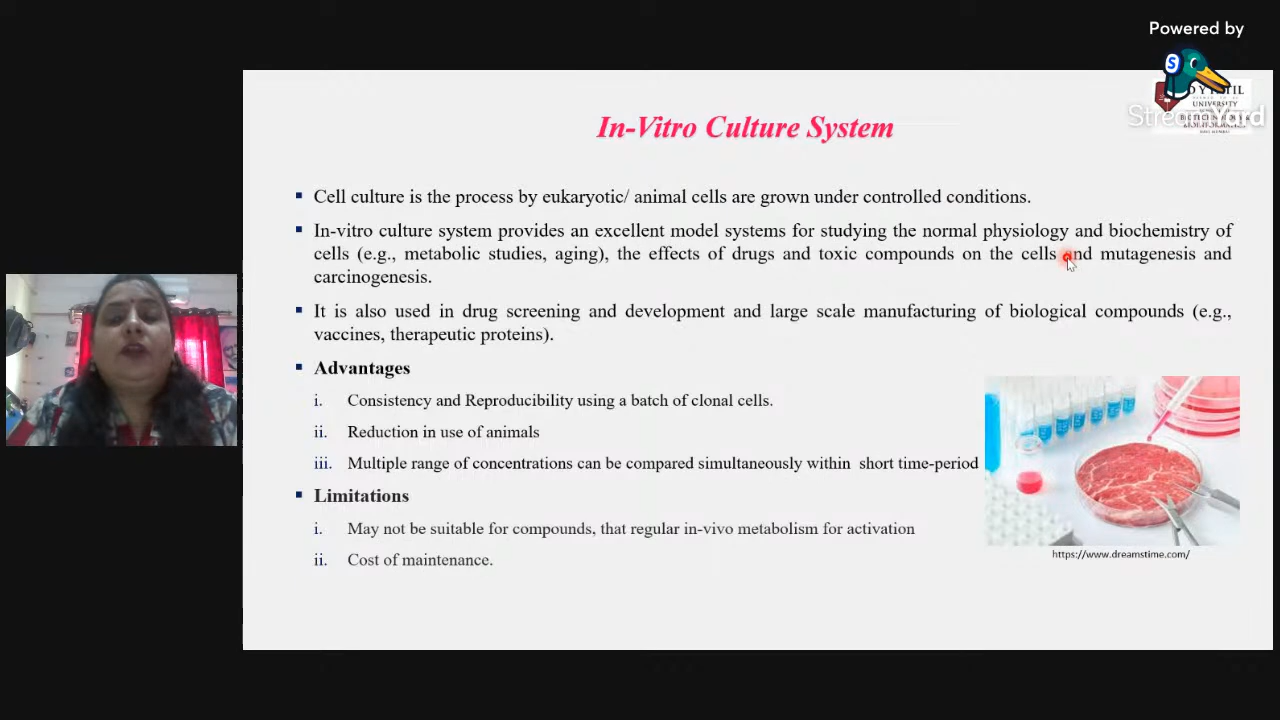 Powered by
S
D Y PATIL
UNIVERSITY
StreamYard
In-Vitro Culture System
▪ Cell culture is the process by eukaryotic/ animal cells are grown under controlled conditions.
▪ In-vitro culture system provides an excellent model systems for studying the normal physiology and biochemistry of
cells (e.g., metabolic studies, aging), the effects of drugs and toxic compounds on the cells and mutagenesis and
carcinogenesis.
▪ It is also used in drug screening and development and large scale manufacturing of biological compounds (e.g.,
vaccines, therapeutic proteins).
▪ Advantages
i. Consistency and Reproducibility using a batch of clonal cells.
ii. Reduction in use of animals
iii. Multiple range of concentrations can be compared simultaneously within short time-period
▪ Limitations
i. May not be suitable for compounds, that regular in-vivo metabolism for activation
ii. Cost of maintenance.
https://www.dreamstime.com/